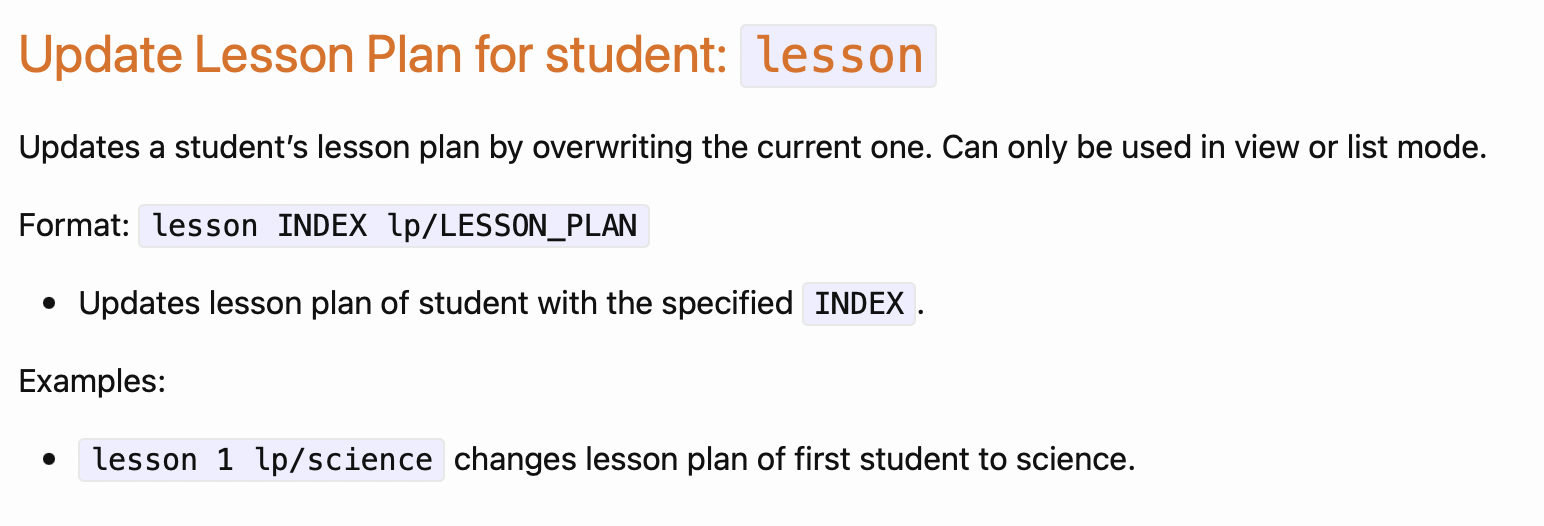 Update Lesson Plan for student: lesson
Updates a student’s lesson plan by overwriting the current one. Can only be used in view or list mode.
Format: lesson INDEX lp/LESSON_PLAN
• Updates lesson plan of student with the specified INDEX.
Examples:
• lesson 1 lp/science changes lesson plan of first student to science.